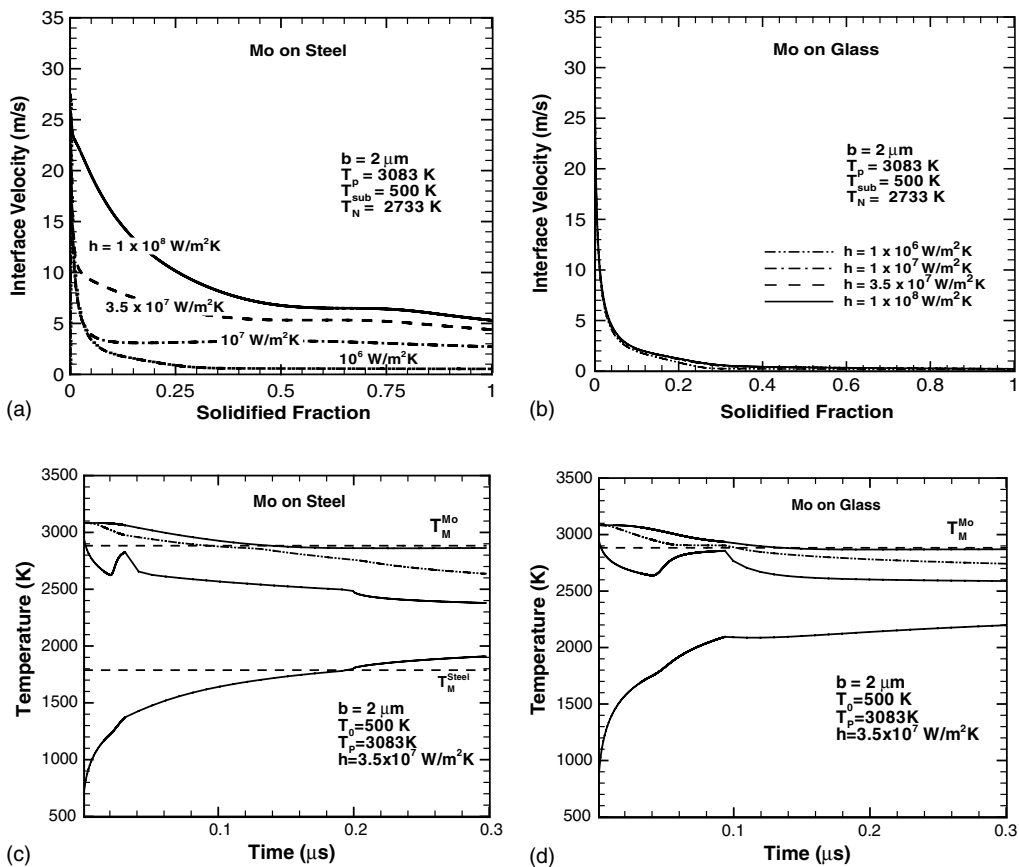 35
30
25
20
15
10
5
0
Interface Velocity (m/s)
Mo on Steel
b = 2 μm
T_p = 3083 K
T_sub = 500 K
T_N = 2733 K
h = 1 x 10^8 W/m^2K
3.5 x 10^7 W/m^2K
10^7 W/m^2K
10^6 W/m^2K
0 0.25 0.5 0.75 1
Solidified Fraction
(a)
35
30
25
20
15
10
5
0
Interface Velocity (m/s)
Mo on Glass
b = 2 μm
T_p = 3083 K
T_sub = 500 K
T_N = 2733 K
h = 1 x 10^6 W/m^2K
h = 1 x 10^7 W/m^2K
h = 3.5 x 10^7 W/m^2K
h = 1 x 10^8 W/m^2K
0 0.2 0.4 0.6 0.8 1
Solidified Fraction
(b)
3500
3000
2500
2000
1500
1000
500
Temperature (K)
Mo on Steel
T_M^Mo
T_M^Steel
b = 2 μm
T_0=500 K
T_P=3083K
h=3.5x10^7 W/m^2K
0.1 0.2 0.3
Time (μs)
(c)
3500
3000
2500
2000
1500
1000
500
Temperature (K)
Mo on Glass
T_M^Mo
b = 2 μm
T_0=500 K
T_P=3083K
h=3.5x10^7 W/m^2K
0.1 0.2 0.3
Time (μs)
(d)